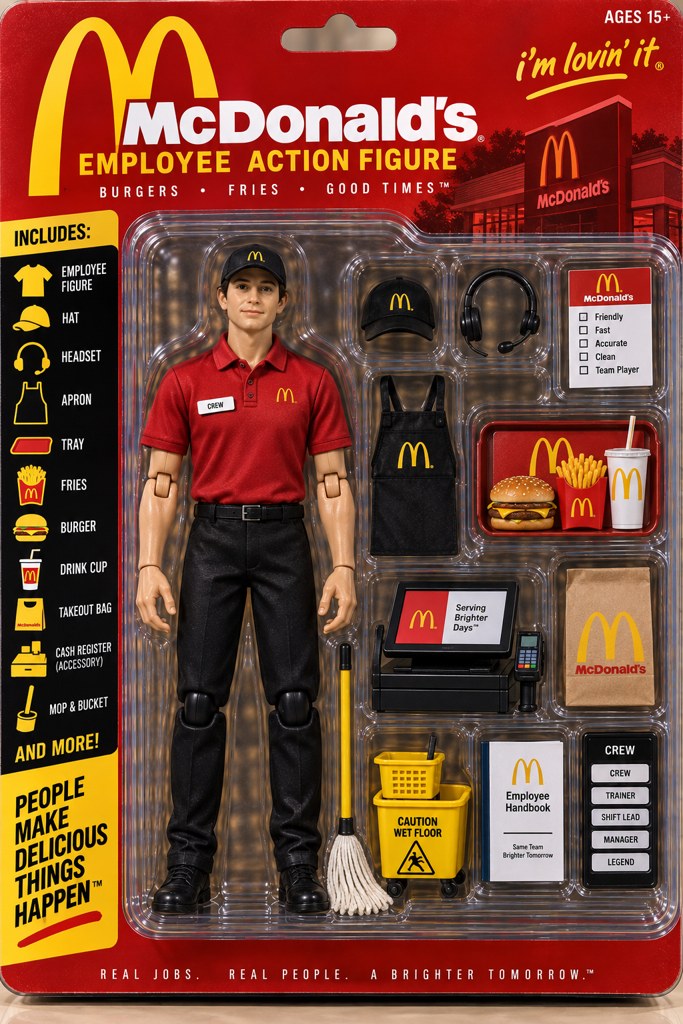 AGES 15+
i'm lovin' it®
McDonald's®
EMPLOYEE ACTION FIGURE
BURGERS • FRIES • GOOD TIMES™
McDonald's
INCLUDES:
EMPLOYEE
FIGURE
HAT
HEADSET
APRON
TRAY
FRIES
BURGER
DRINK CUP
McDonald's
TAKEOUT BAG
CASH REGISTER
(ACCESSORY)
MOP & BUCKET
AND MORE!
PEOPLE
MAKE
DELICIOUS
THINGS
HAPPEN™
CREW
McDonald's
Friendly
Fast
Accurate
Clean
Team Player
Serving
Brighter
Days™
McDonald's
CAUTION
WET FLOOR
Employee
Handbook
Same Team
Brighter Tomorrow
CREW
CREW
TRAINER
SHIFT LEAD
MANAGER
LEGEND
REAL JOBS. REAL PEOPLE. A BRIGHTER TOMORROW.™